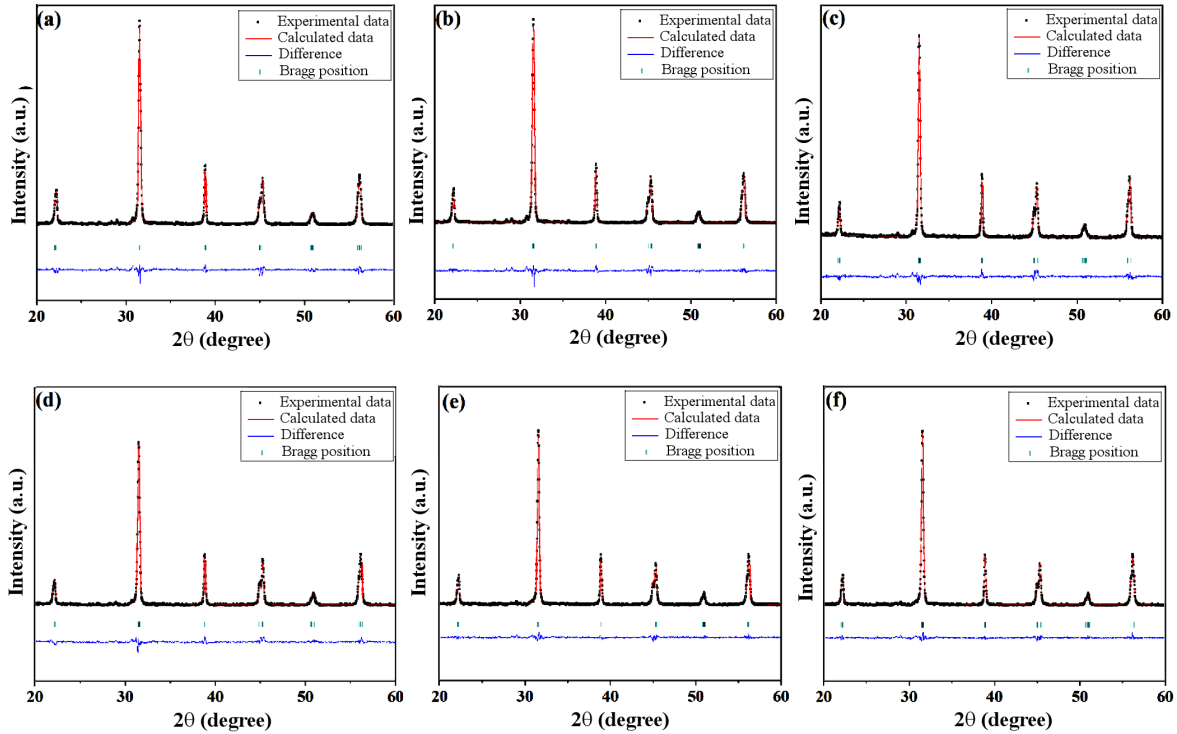 (a)
Experimental data
Calculated data
Difference
Bragg position
Intensity (a.u.)
20 30 40 50 60
2θ (degree)
(b)
Experimental data
Calculated data
Difference
Bragg position
Intensity (a.u.)
20 30 40 50 60
2θ (degree)
(c)
Experimental data
Calculated data
Difference
Bragg position
Intensity (a.u.)
20 30 40 50 60
2θ (degree)
(d)
Experimental data
Calculated data
Difference
Bragg position
Intensity (a.u.)
20 30 40 50 60
2θ (degree)
(e)
Experimental data
Calculated data
Difference
Bragg position
Intensity (a.u.)
20 30 40 50 60
2θ (degree)
(f)
Experimental data
Calculated data
Difference
Bragg position
Intensity (a.u.)
20 30 40 50 60
2θ (degree)